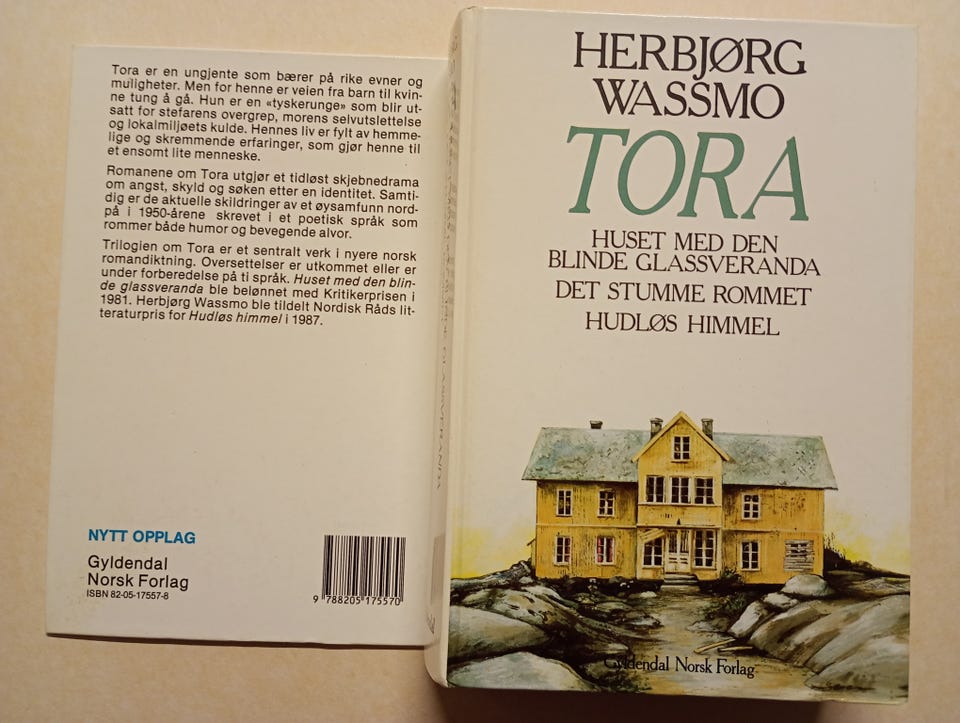 Tora er en ungjente som bærer på rike evner og
muligheter. Men for henne er veien fra barn til kvin-
ne tung å gå. Hun er en «tyskerunge» som blir ut-
satt for stefarens overgrep, morens selvutslettelse
og lokalmiljøets kulde. Hennes liv er fylt av hemme-
lige og skremmende erfaringer, som gjør henne til
et ensomt lite menneske.
Romanene om Tora utgjør et tidløst skjebnedrama
om angst, skyld og søken etter en identitet. Samti-
dig er de aktuelle skildringer av et øysamfunn nord-
på i 1950-årene skrevet i et poetisk språk som
rommer både humor og bevegende alvor.
Trilogien om Tora er et sentralt verk i nyere norsk
romandiktning. Oversettelser er utkommet eller er
under forberedelse på ti språk. Huset med den blin-
de glassveranda ble belønnet med Kritikerprisen i
1981. Herbjørg Wassmo ble tildelt Nordisk Råds lit-
teraturpris for Hudløs himmel i 1987.
NYTT OPPLAG
Gyldendal
Norsk Forlag
ISBN 82-05-17557-8
9 788205 175570
HERBJØRG
WASSMO
TORA
HUSET MED DEN
BLINDE GLASSVERANDA
DET STUMME ROMMET
HUDLØS HIMMEL
Gyldendal Norsk Forlag